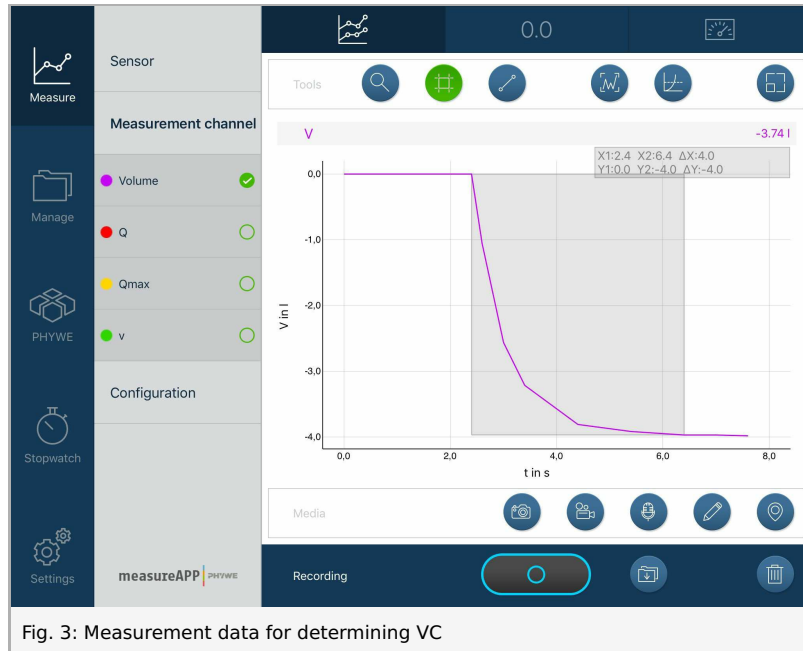 Measure
Manage
PHYWE
Stopwatch
Settings
Sensor
Measurement channel
Volume
Q
Qmax
v
Configuration
measureAPP PHYWE
0.0
Tools
V
-3.74 l
X1:2.4 X2:6.4 ΔX:4.0
Y1:0.0 Y2:-4.0 ΔY:-4.0
0,0
-1,0
-2,0
-3,0
-4,0
V in l
0,0 2,0 4,0 6,0 8,0
t in s
Media
Recording
Fig. 3: Measurement data for determining VC